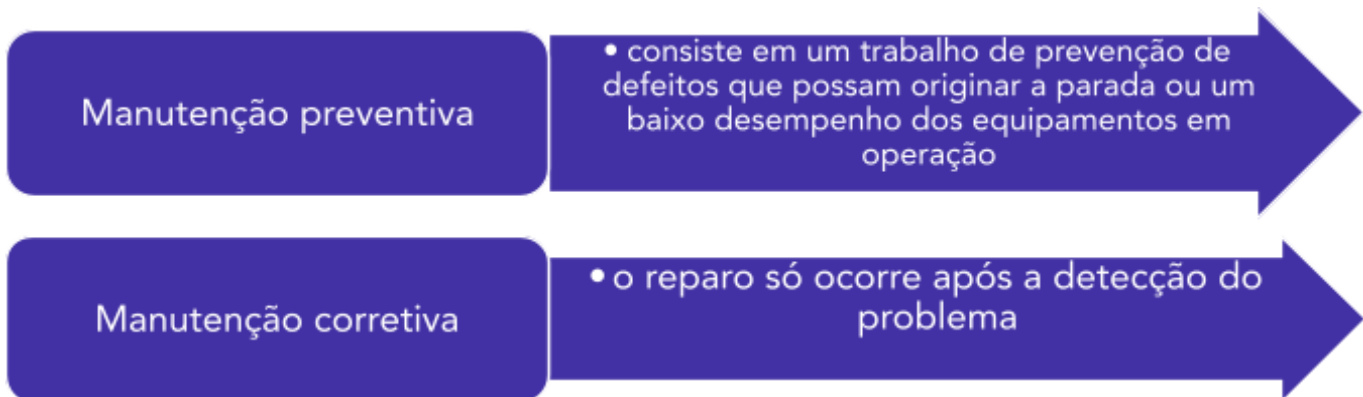 Manutenção preventiva
• consiste em um trabalho de prevenção de
defeitos que possam originar a parada ou um
baixo desempenho dos equipamentos em
operação
Manutenção corretiva
• o reparo só ocorre após a detecção do
problema